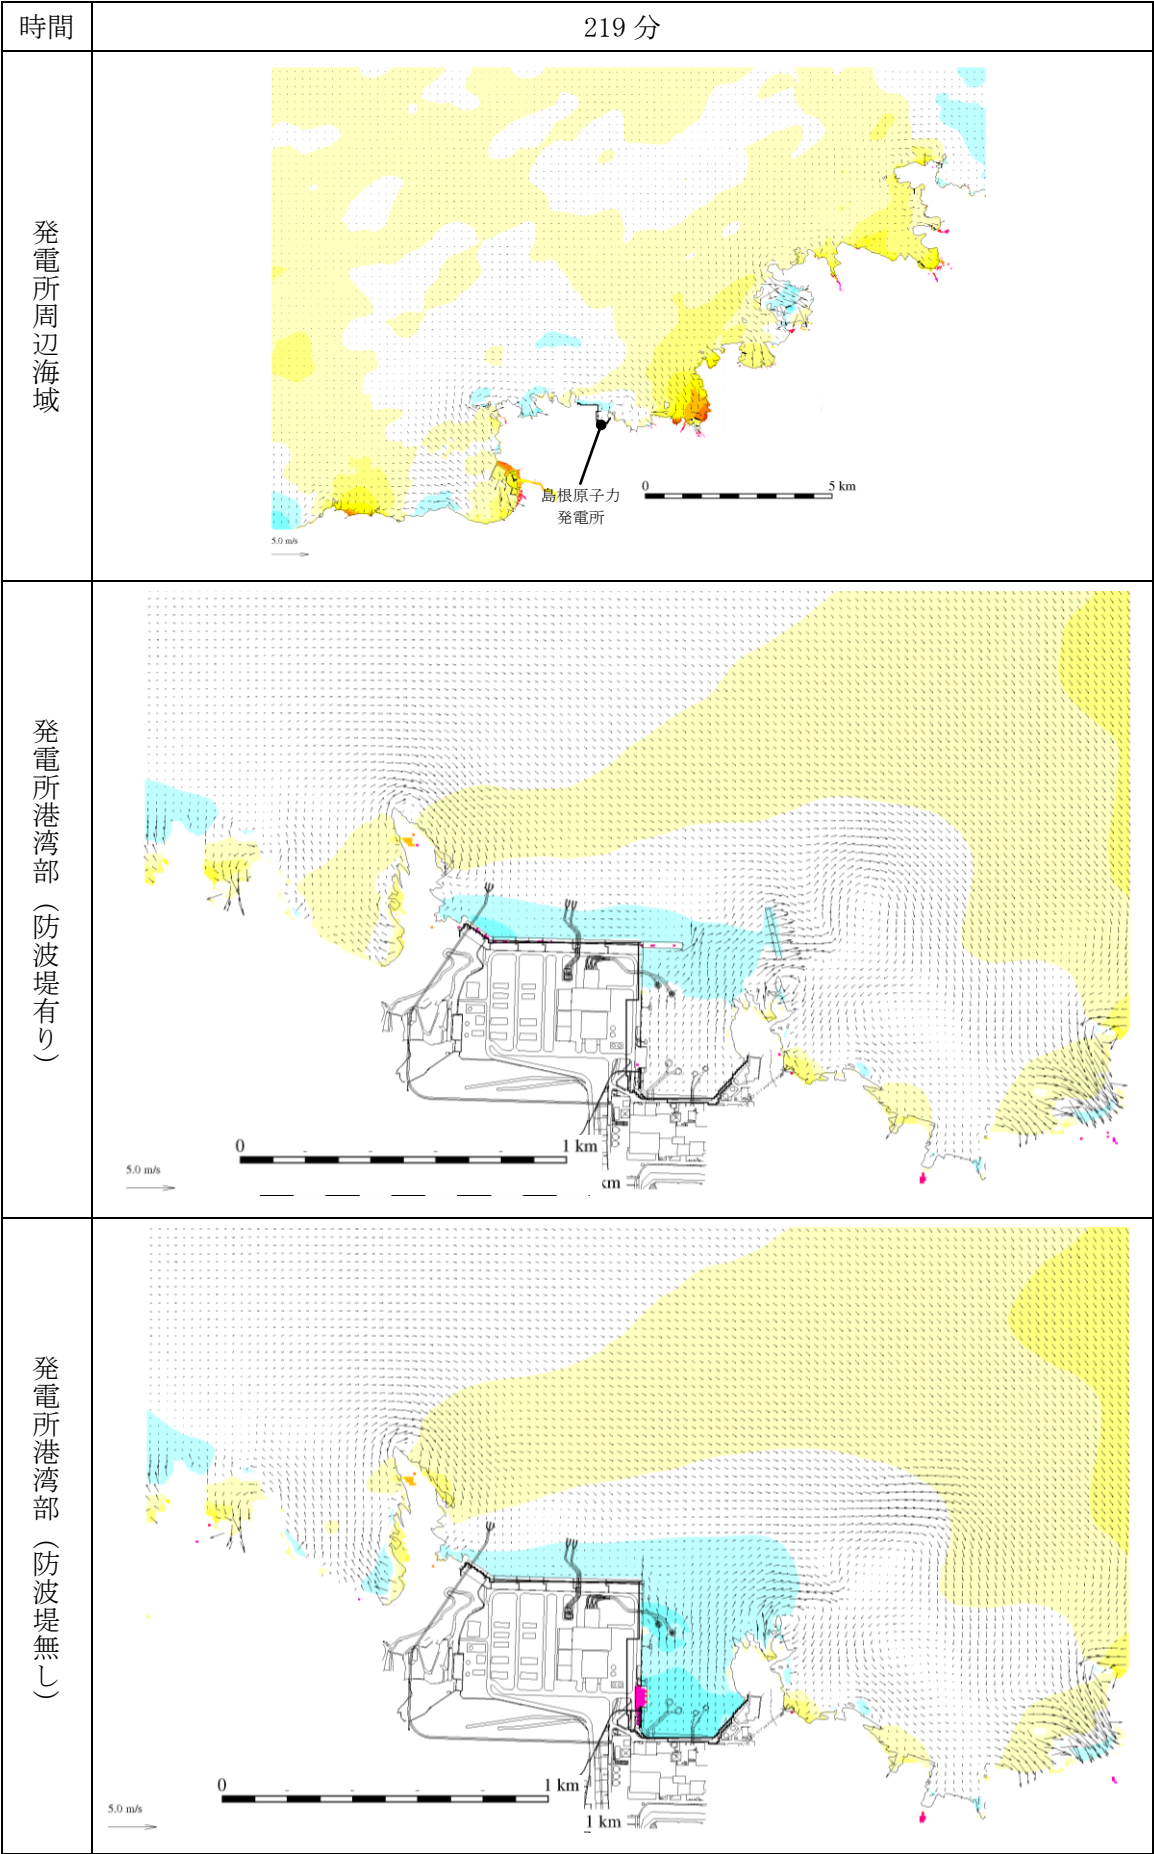 時間
219 分
発電所周辺海域
島根原子力
発電所
0
5 km
5.0 m/s
発電所港湾部(防波堤有り)
0
1 km
5.0 m/s
km
発電所港湾部(防波堤無し)
0
1 km
5.0 m/s
1 km